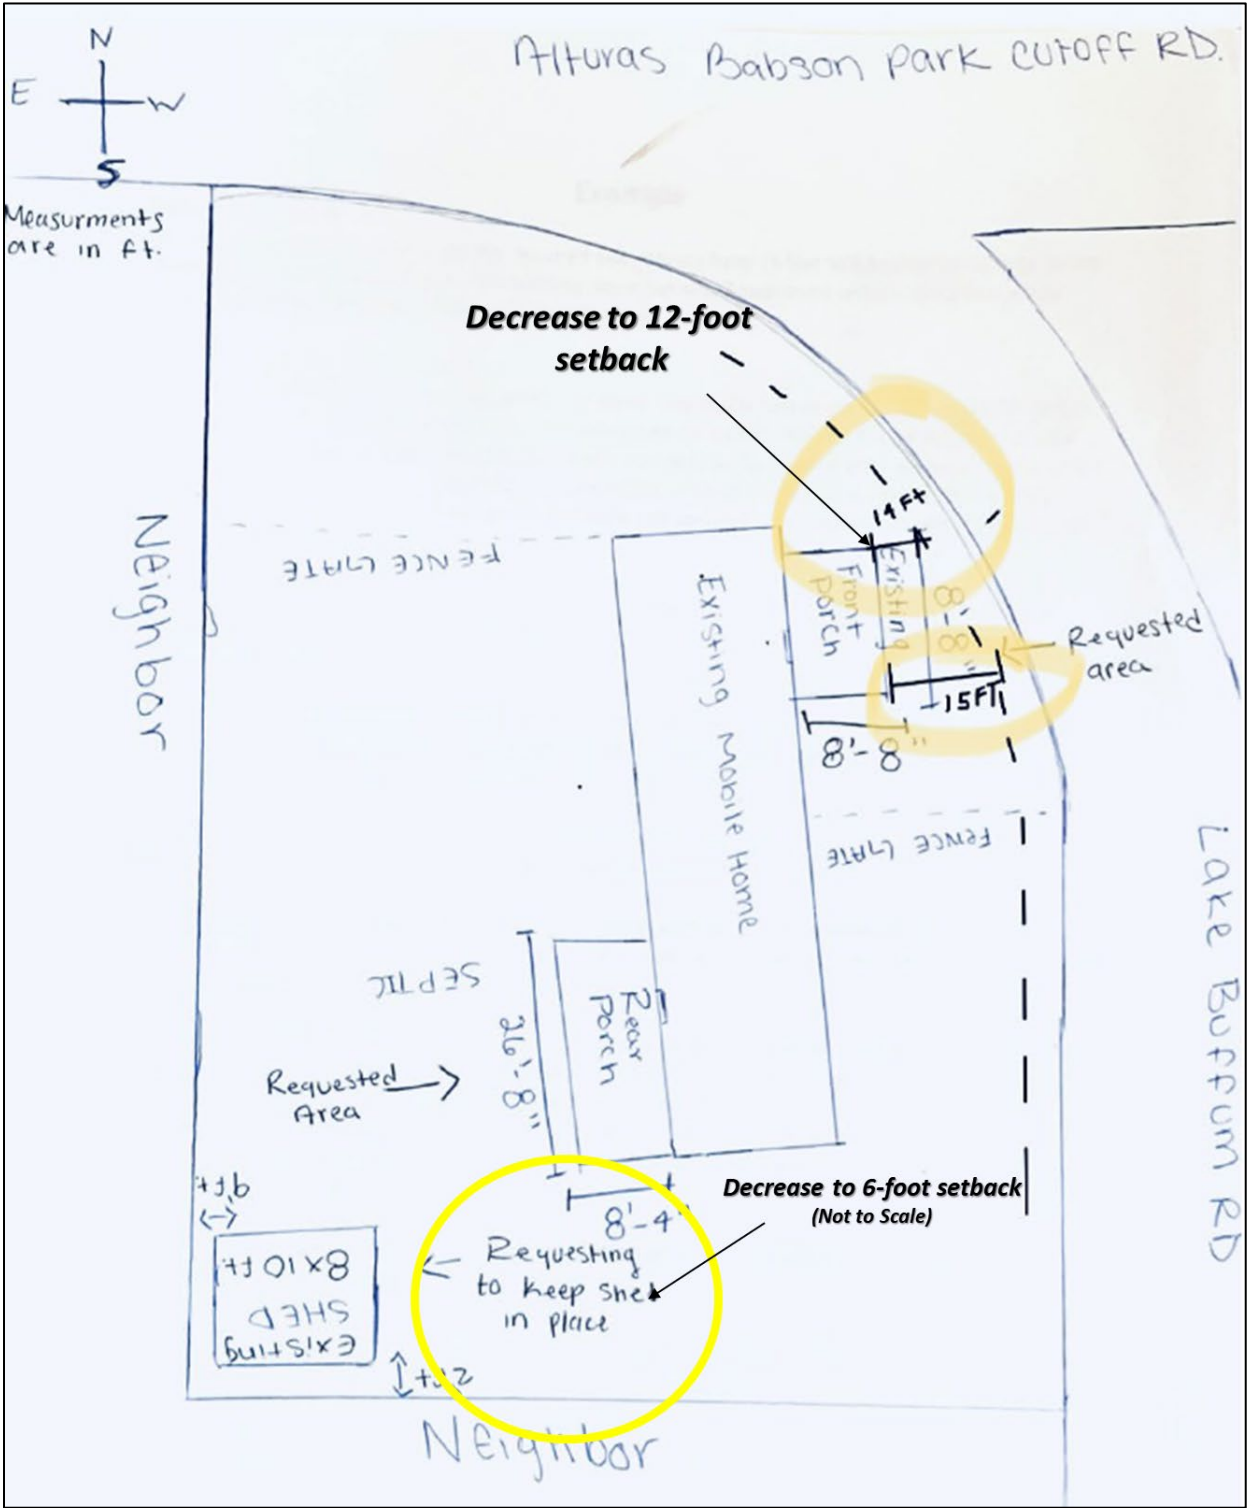 N
E
W
S
Alturas Babson Park Cutoff RD.
Measurments
are in ft.
Decrease to 12-foot
setback
14 Ft
FENCE GATE
Neighbor
Existing
Front
Porch
8'-8"
Requested
area
15FT
8'-8"
Existing Mobile Home
FENCE GATE
Lake Buffum RD
SEPTIC
Rear
Porch
26'-8"
Requested
Area
9ft
8'-4"
Decrease to 6-foot setback
(Not to Scale)
Requesting
to keep shed
in place
8x10ft
SHED
Existing
2ft
Neighbor